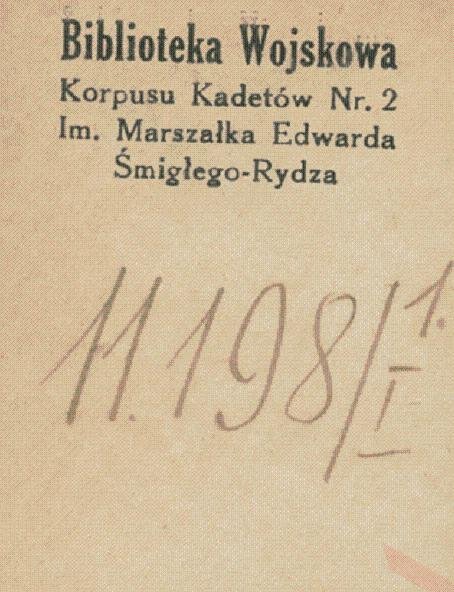 Biblioteka Wojskowa
Korpusu Kadetów Nr. 2
Im. Marszałka Edwarda
Śmigłego-Rydza
11.198/I 1.